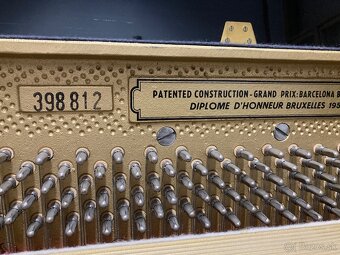 398812
PATENTED CONSTRUCTION - GRAND PRIX: BARCELONA
DIPLOME D'HONNEUR BRUXELLES